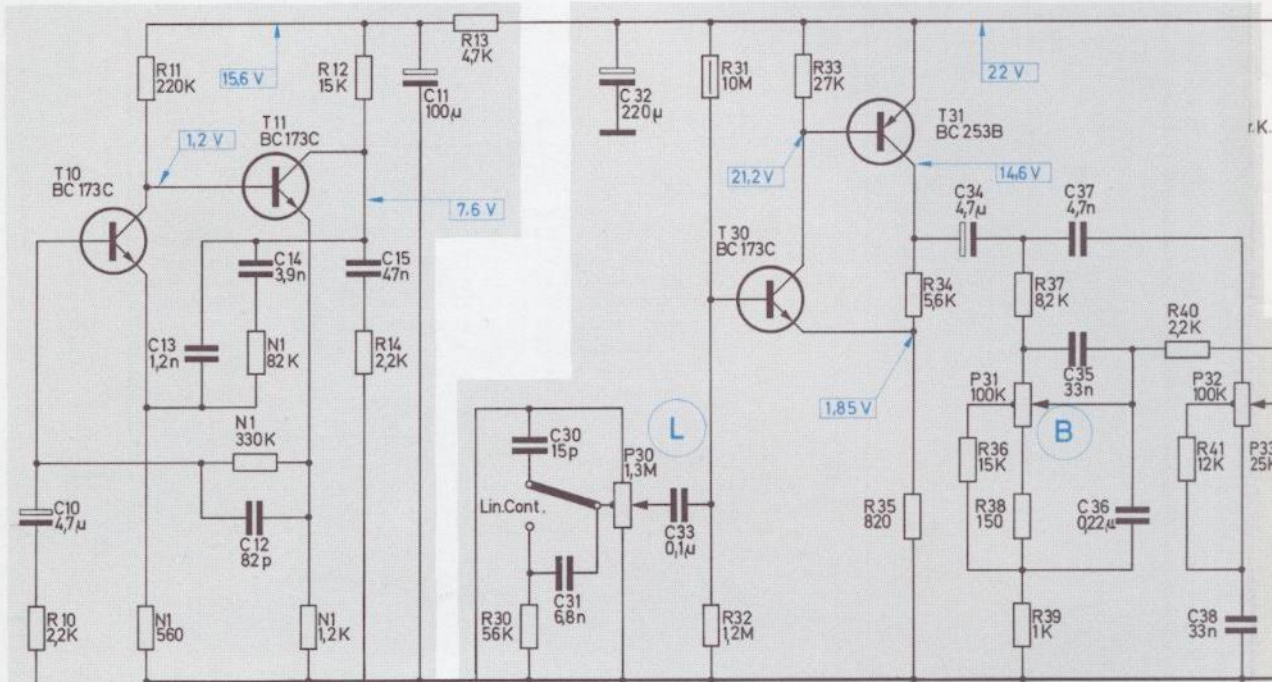 R13
4,7K
R11
220K
15,6 V
R12
15K
C11
100µ
C32
220µ
R31
10M
R33
27K
22 V
T31
BC 253B
r.K.
T11
BC173C
1,2 V
T10
BC173C
21,2 V
14,6 V
7,6 V
C34
4,7µ
C37
4,7n
T 30
BC173C
C14
3,9n
C15
47n
R34
5,6K
R37
8,2K
R40
2,2K
C13
1,2n
N1
82K
R14
2,2K
C35
33n
P31
100K
P32
100K
1,85 V
L
B
N1
330K
C30
15p
P30
1,3M
R36
15K
R41
12K
P33
25K
C10
4,7µ
Lin.Cont.
C33
0,1µ
R35
820
R38
150
C36
0,22µ
C12
82p
C31
6,8n
R10
2,2K
N1
560
N1
1,2K
R30
56K
R32
1,2M
R39
1K
C38
33n